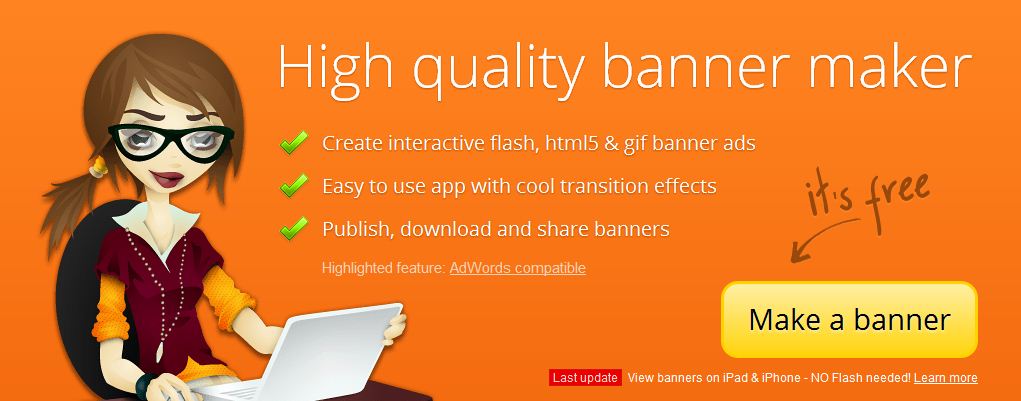 High quality banner maker
Create interactive flash, html5 & gif banner ads
Easy to use app with cool transition effects
Publish, download and share banners
Highlighted feature: AdWords compatible
it's free
Make a banner
Last update View banners on iPad & iPhone - NO Flash needed! Learn more